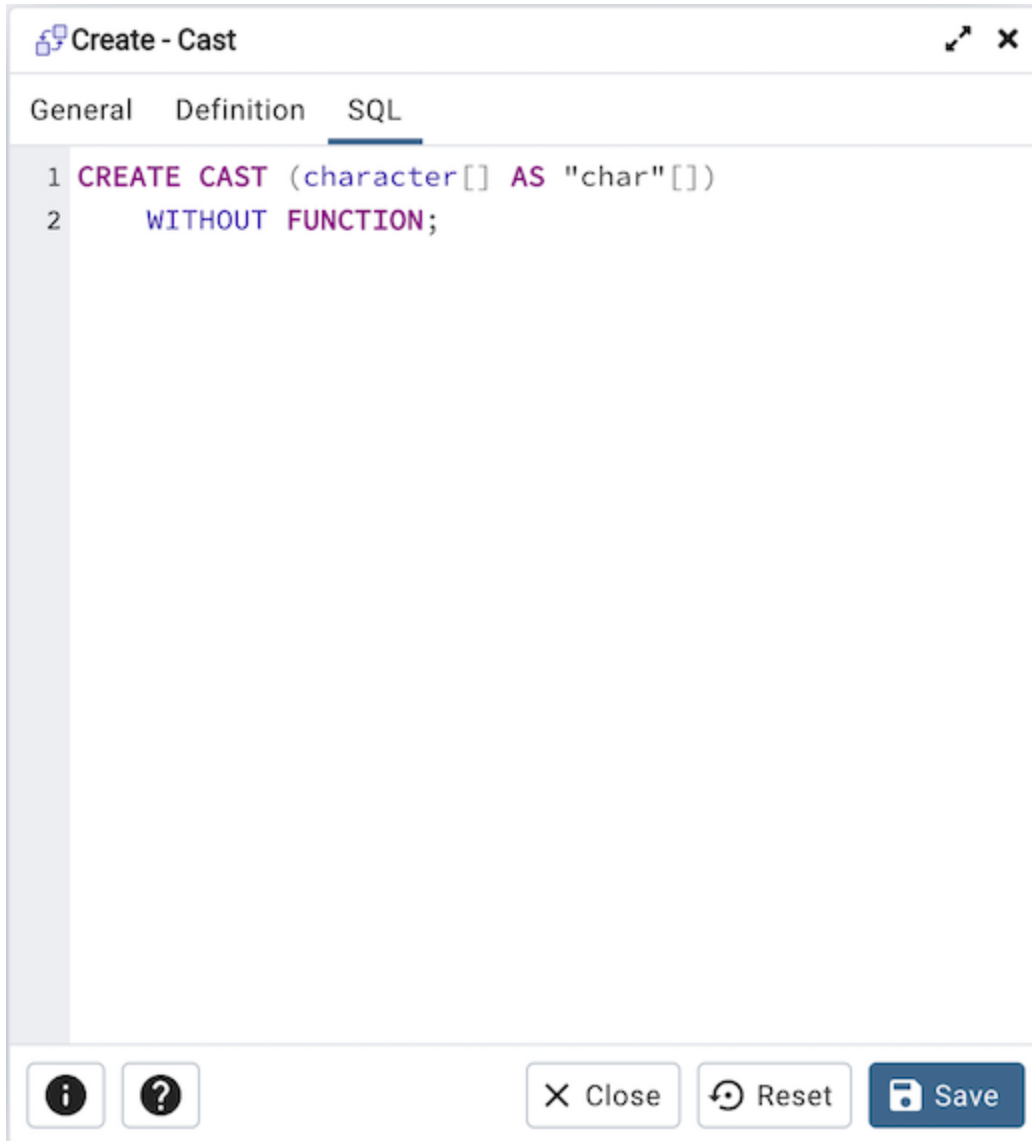 Create - Cast
General Definition SQL
1 CREATE CAST (character[] AS "char"[])
2 WITHOUT FUNCTION;
Close Reset Save